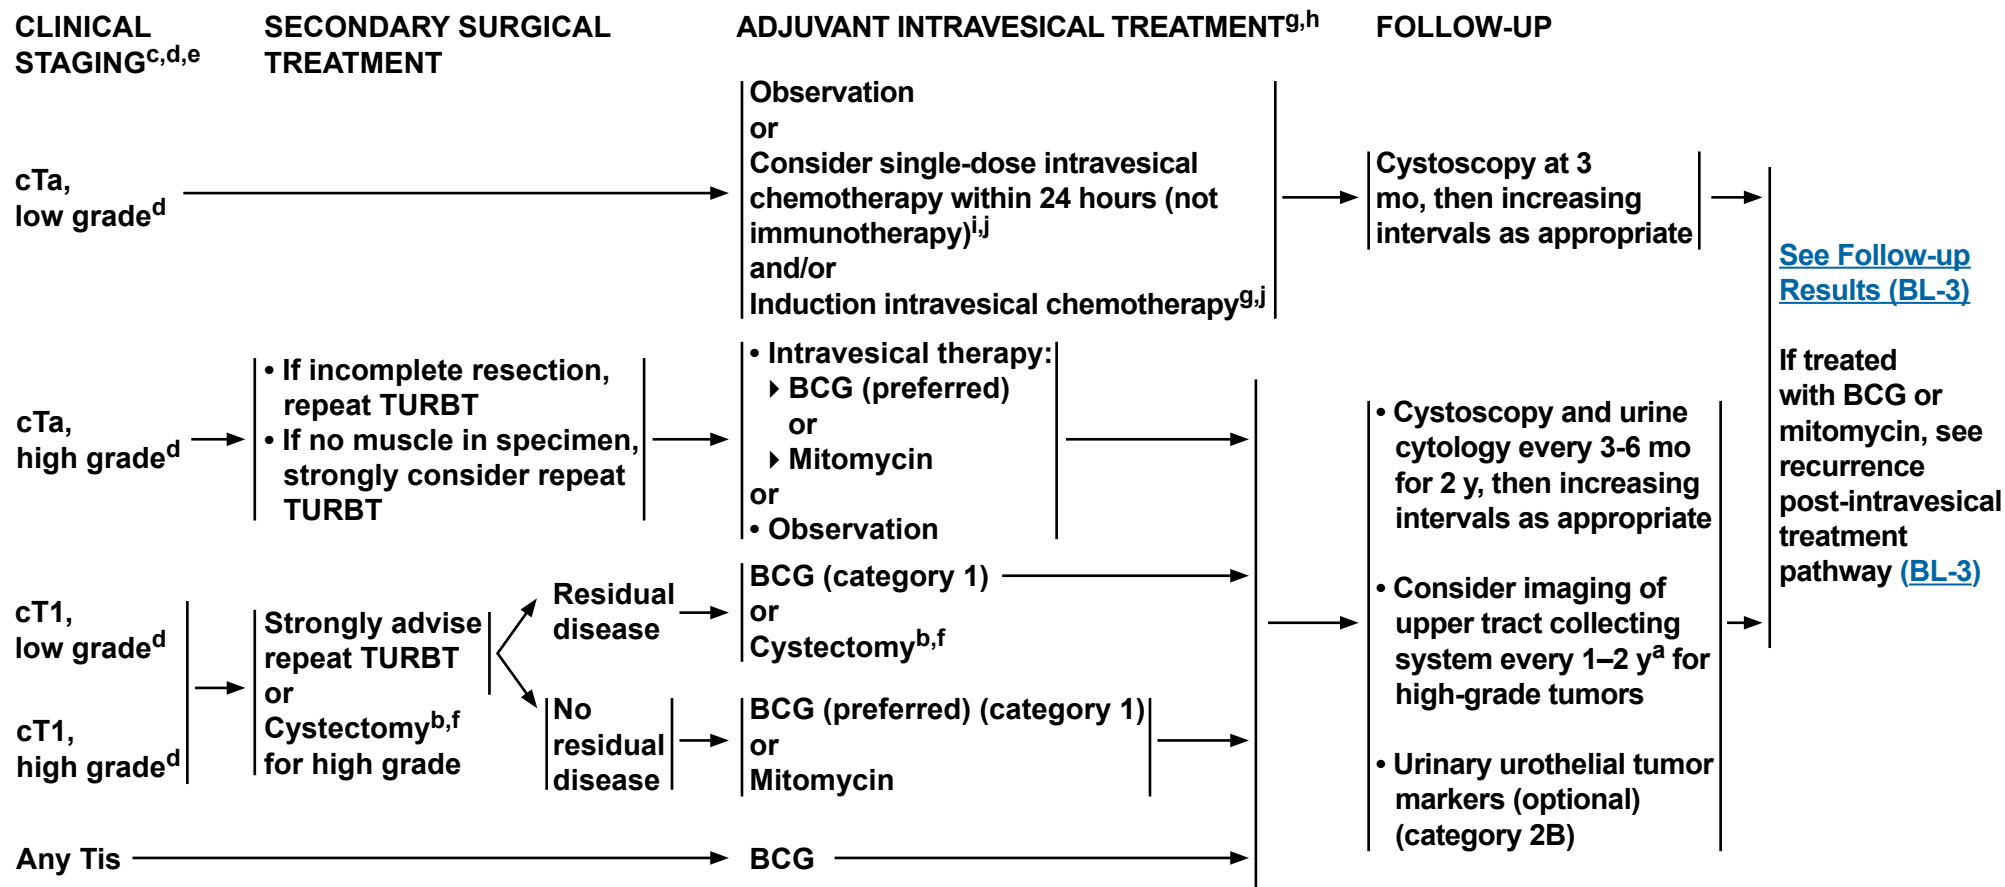 CLINICAL
STAGINGc,d,e
SECONDARY SURGICAL
TREATMENT
ADJUVANT INTRAVESICAL TREATMENTg,h
FOLLOW-UP
cTa,
low graded
Observation
or
Consider single-dose intravesical
chemotherapy within 24 hours (not
immunotherapy)i,j
and/or
Induction intravesical chemotherapyg,j
Cystoscopy at 3
mo, then increasing
intervals as appropriate
cTa,
high graded
• If incomplete resection,
repeat TURBT
• If no muscle in specimen,
strongly consider repeat
TURBT
• Intravesical therapy:
BCG (preferred)
or
Mitomycin
or
• Observation
cT1,
low graded
cT1,
high graded
Strongly advise
repeat TURBT
or
Cystectomyb,f
for high grade
Residual
disease
BCG (category 1)
or
Cystectomyb,f
No
residual
disease
BCG (preferred) (category 1)
or
Mitomycin
Any Tis
BCG
• Cystoscopy and urine
cytology every 3-6 mo
for 2 y, then increasing
intervals as appropriate
• Consider imaging of
upper tract collecting
system every 1–2 ya for
high-grade tumors
• Urinary urothelial tumor
markers (optional)
(category 2B)
See Follow-up
Results (BL-3)
If treated
with BCG or
mitomycin, see
recurrence
post-intravesical
treatment
pathway (BL-3)